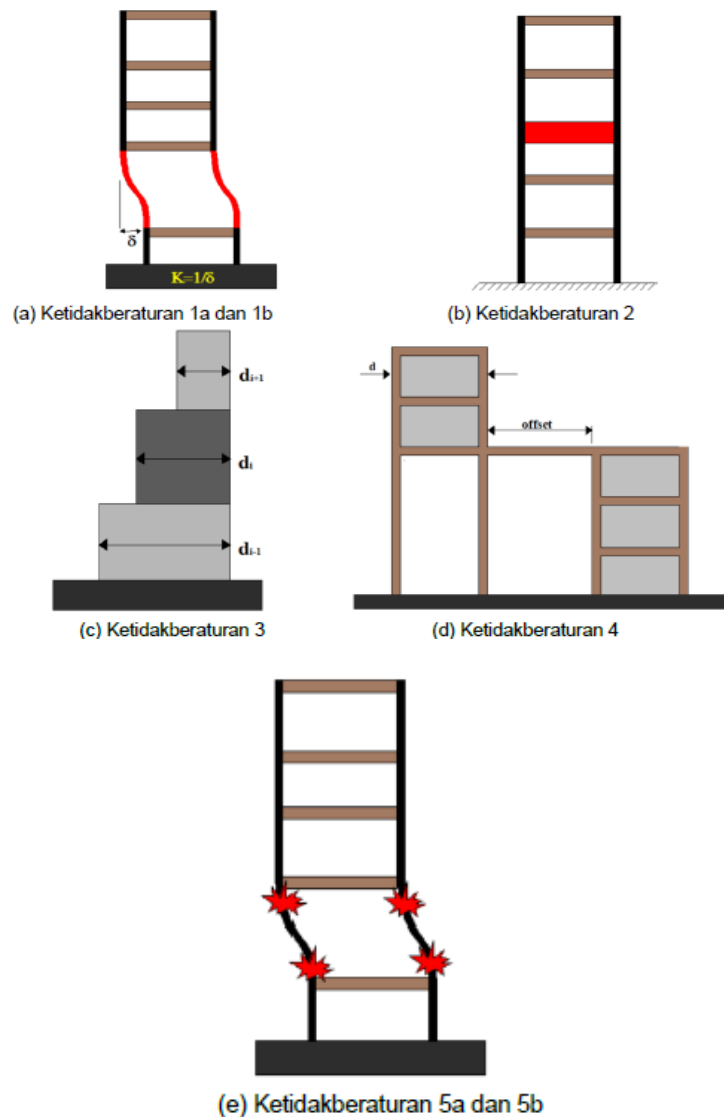 δ
K=1/δ
(a) Ketidakberaturan 1a dan 1b
(b) Ketidakberaturan 2
dᵢ₊₁
dᵢ
dᵢ₋₁
(c) Ketidakberaturan 3
d
offset
(d) Ketidakberaturan 4
(e) Ketidakberaturan 5a dan 5b